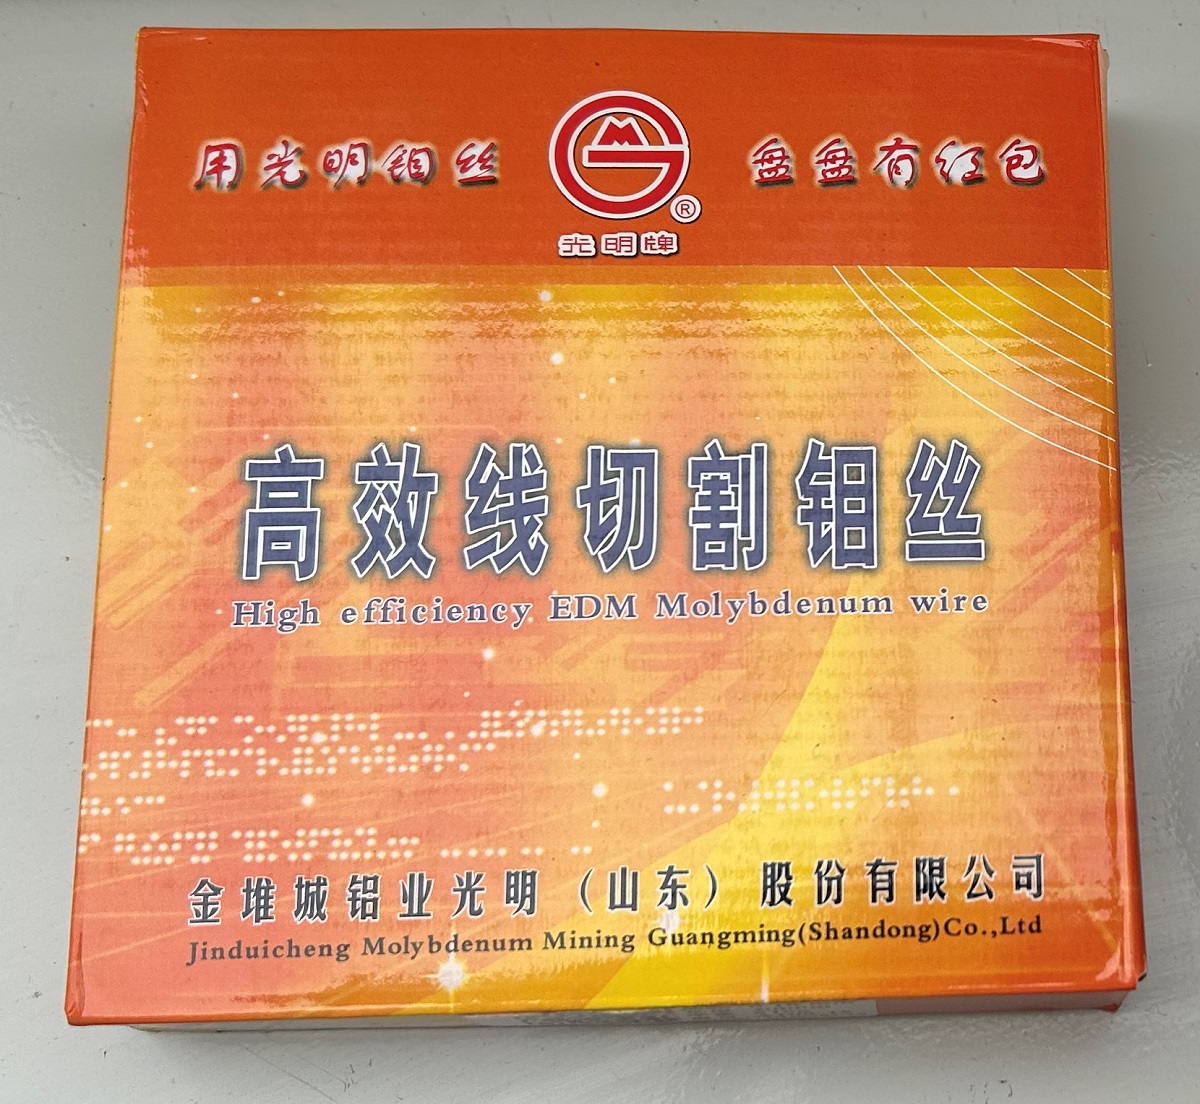 用光明钼丝 盘盘有红包
®
光明牌
高效线切割钼丝
High efficiency EDM Molybdenum wire
金堆城钼业光明（山东）股份有限公司
Jinduicheng Molybdenum Mining Guangming(Shandong)Co.,Ltd